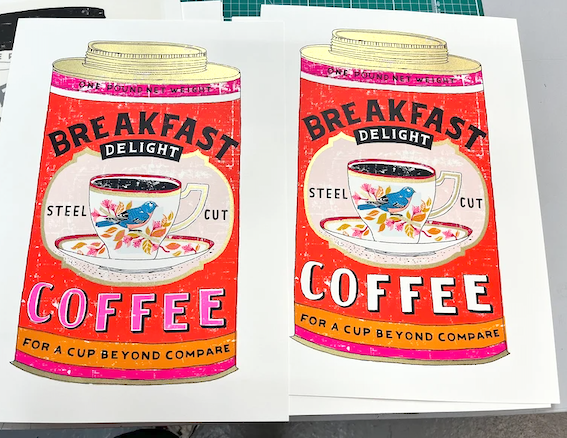 ONE POUND NET WEIGHT
BREAKFAST
DELIGHT
STEEL CUT
COFFEE
FOR A CUP BEYOND COMPARE
ONE POUND NET WEIGHT
BREAKFAST
DELIGHT
STEEL CUT
COFFEE
FOR A CUP BEYOND COMPARE